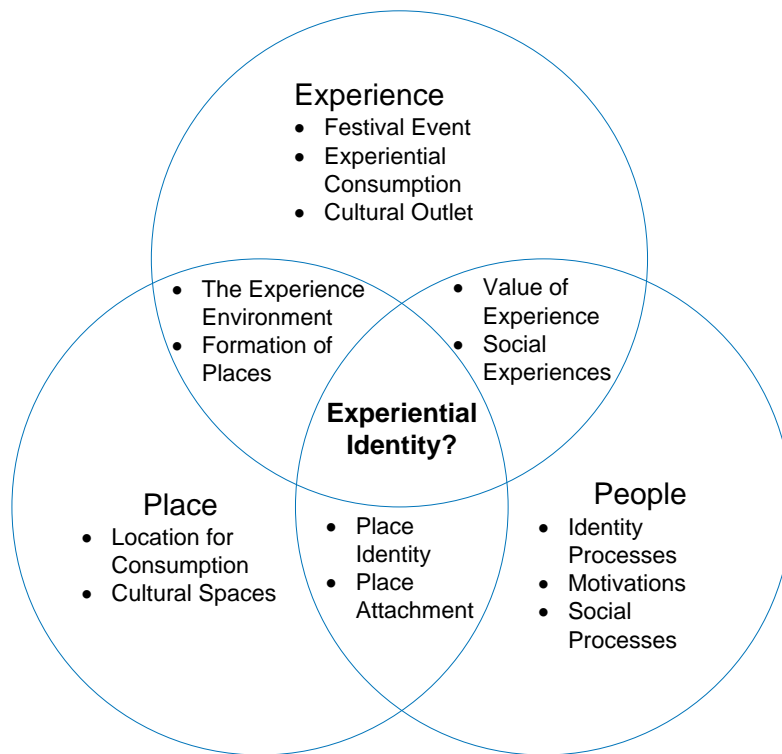 Experience
• Festival Event
• Experiential
Consumption
• Cultural Outlet
• The Experience
Environment
• Formation of
Places
• Value of
Experience
• Social
Experiences
Experiential
Identity?
Place
• Location for
Consumption
• Cultural Spaces
• Place
Identity
• Place
Attachment
People
• Identity
Processes
• Motivations
• Social
Processes